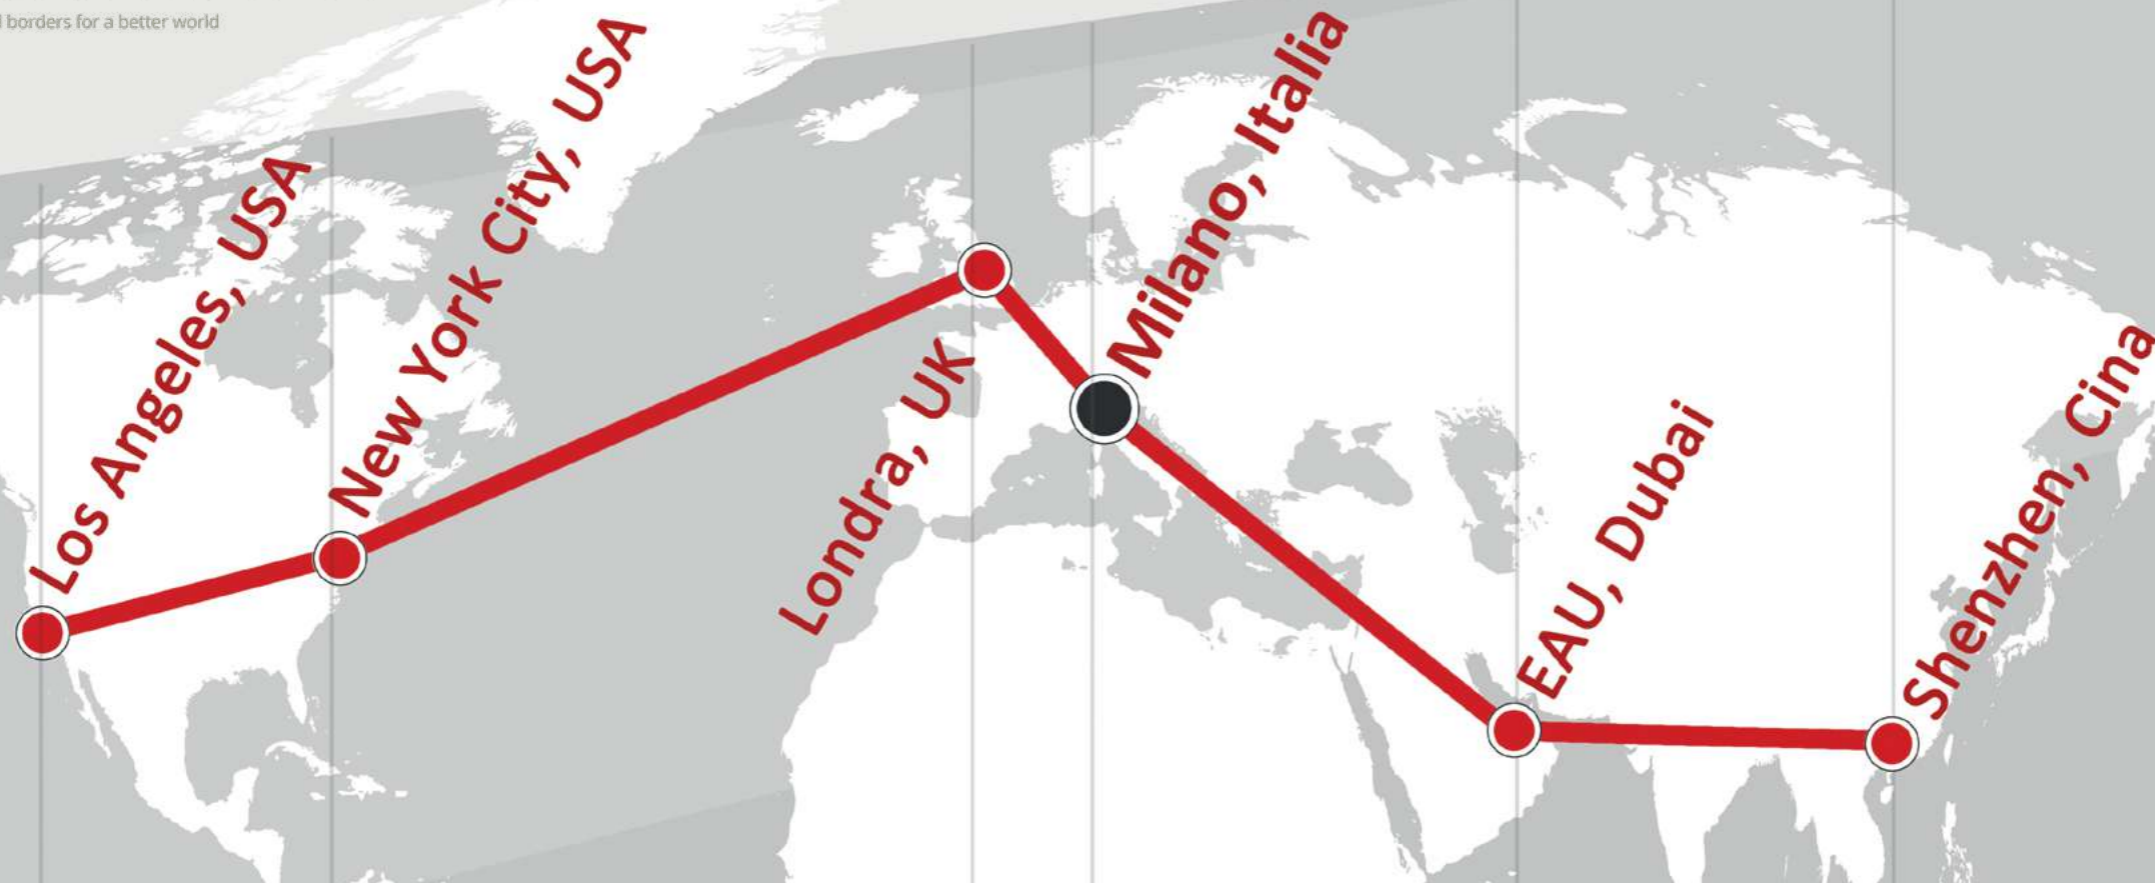 borders for a better world
Los Angeles, USA
New York City, USA
Londra, UK
Milano, Italia
EAU, Dubai
Shenzhen, Cina